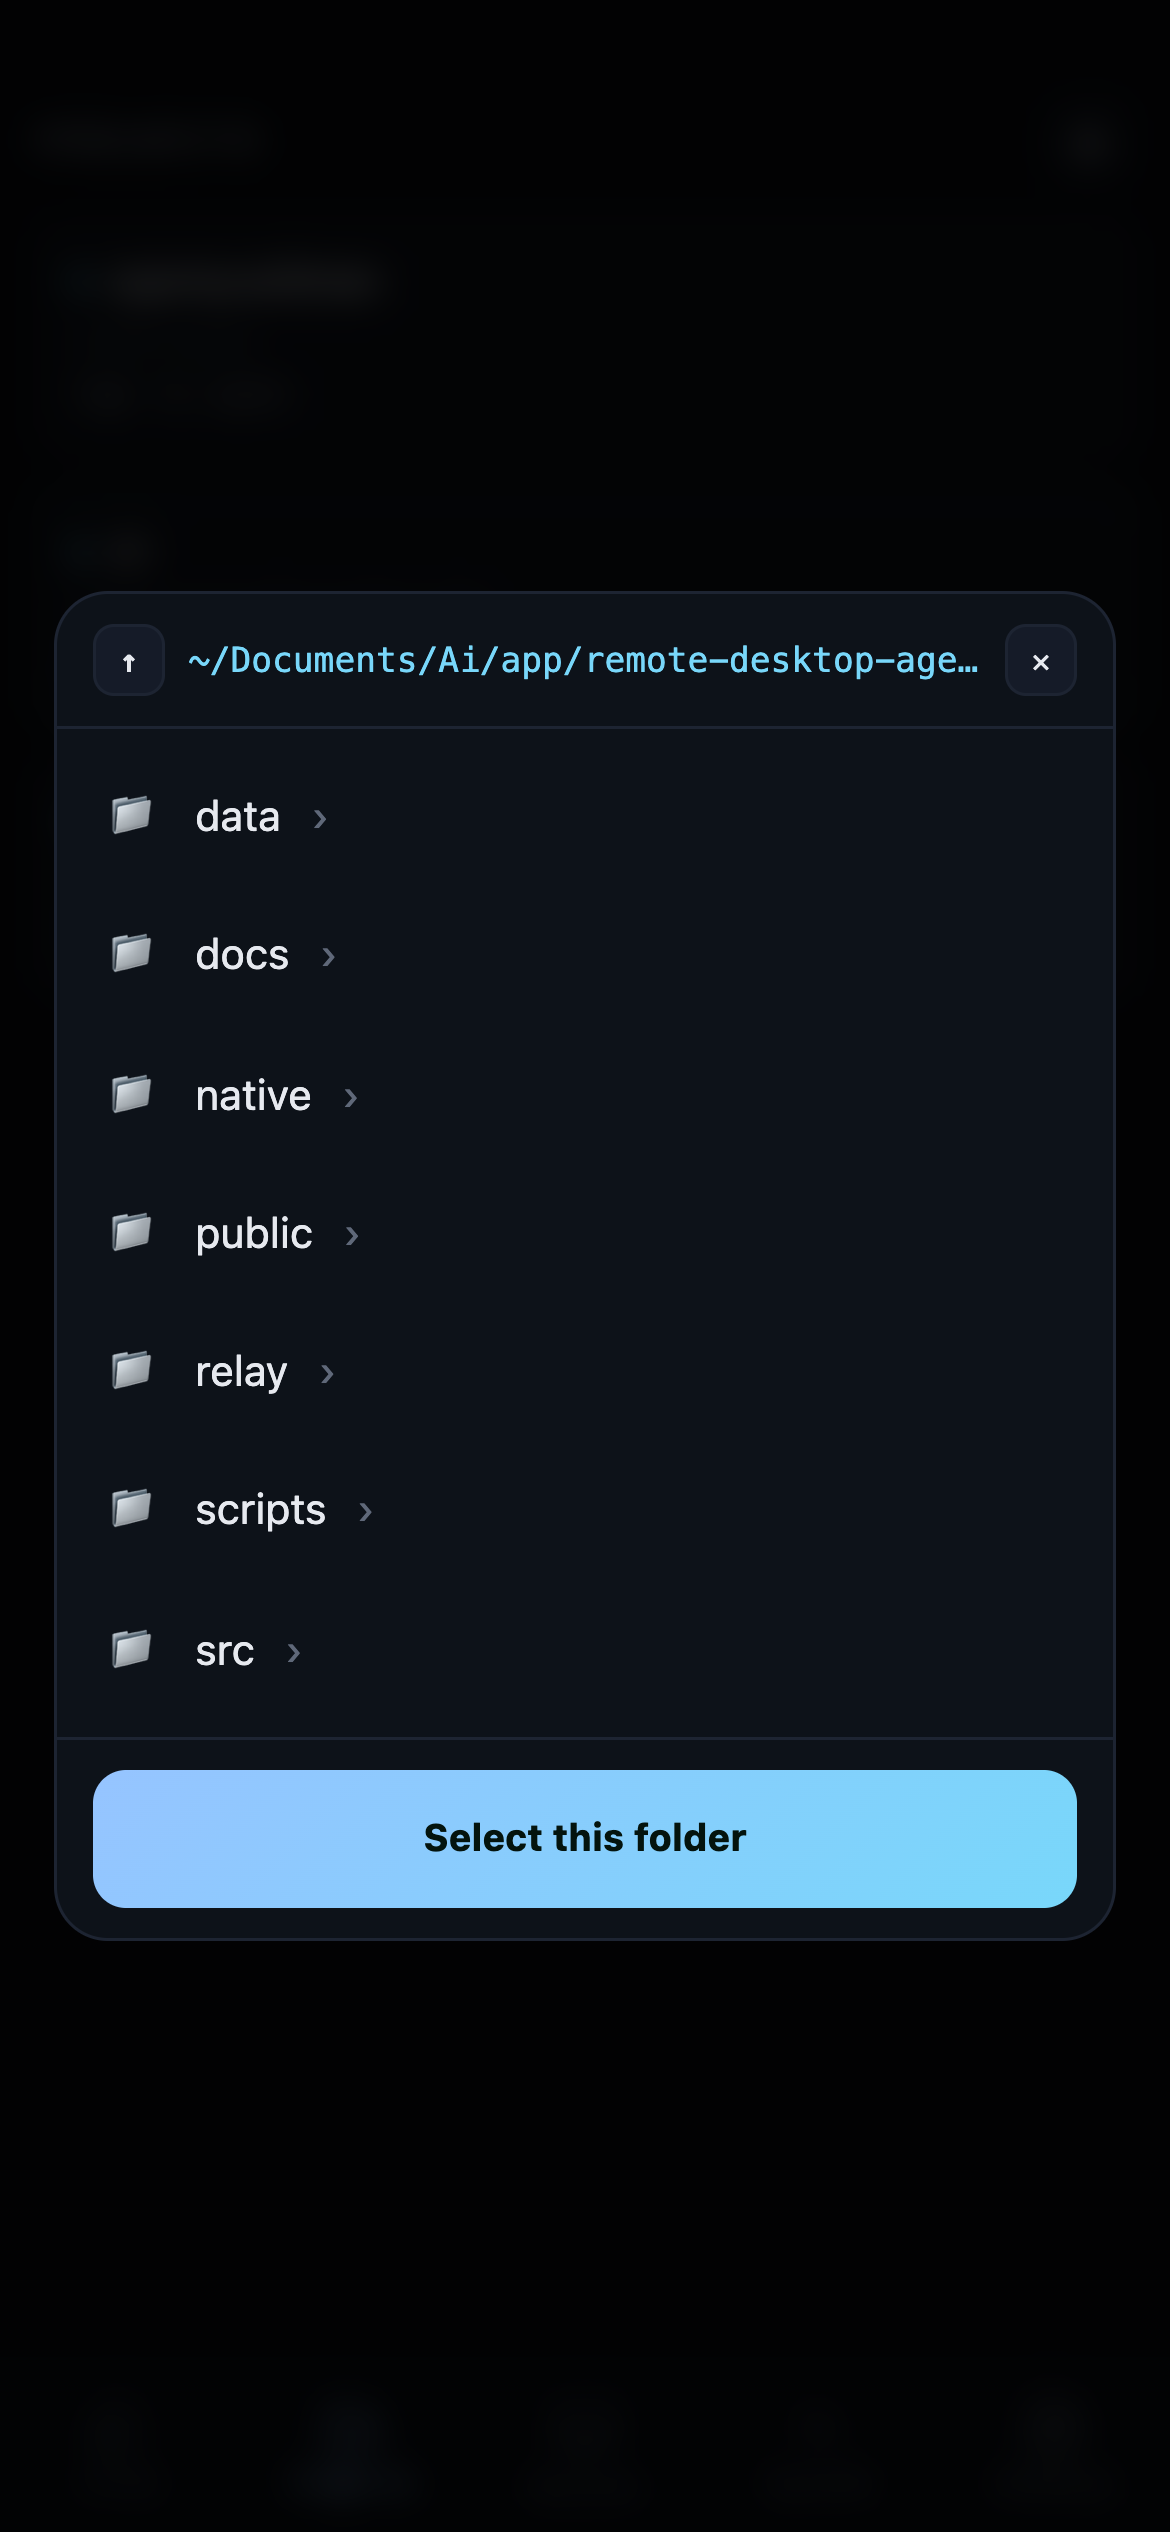 ↑ ~/Documents/Ai/app/remote-desktop-age… ×
data ›
docs ›
native ›
public ›
relay ›
scripts ›
src ›
Select this folder